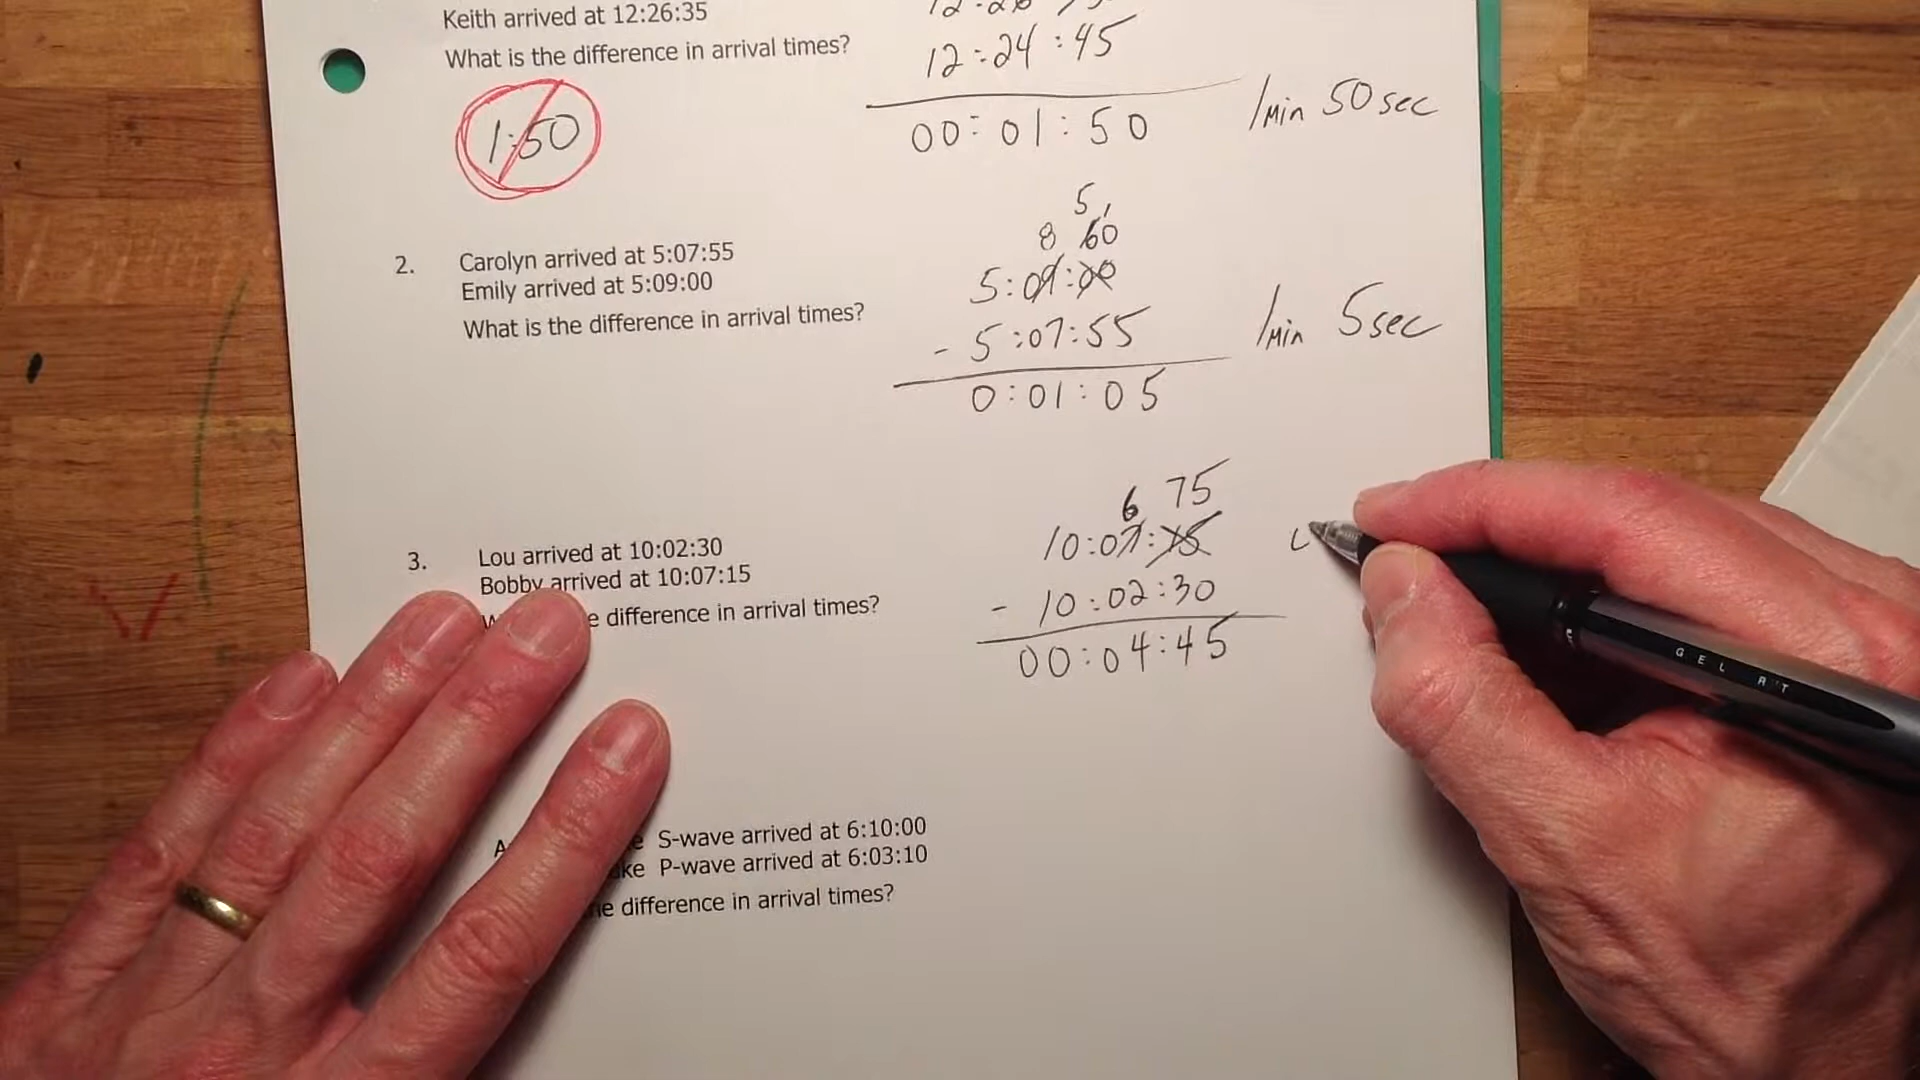 Keith arrived at 12:26:35
What is the difference in arrival times?
12:24:45
00:01:50
1 min 50 sec
1:50
2. Carolyn arrived at 5:07:55
Emily arrived at 5:09:00
What is the difference in arrival times?
5
8 60
5:09:00
- 5:07:55
0:01:05
1 min 5 sec
3. Lou arrived at 10:02:30
Bobby arrived at 10:07:15
difference in arrival times?
6 75
10:07:15
- 10:02:30
00:04:45
S-wave arrived at 6:10:00
P-wave arrived at 6:03:10
difference in arrival times?
GEL RT